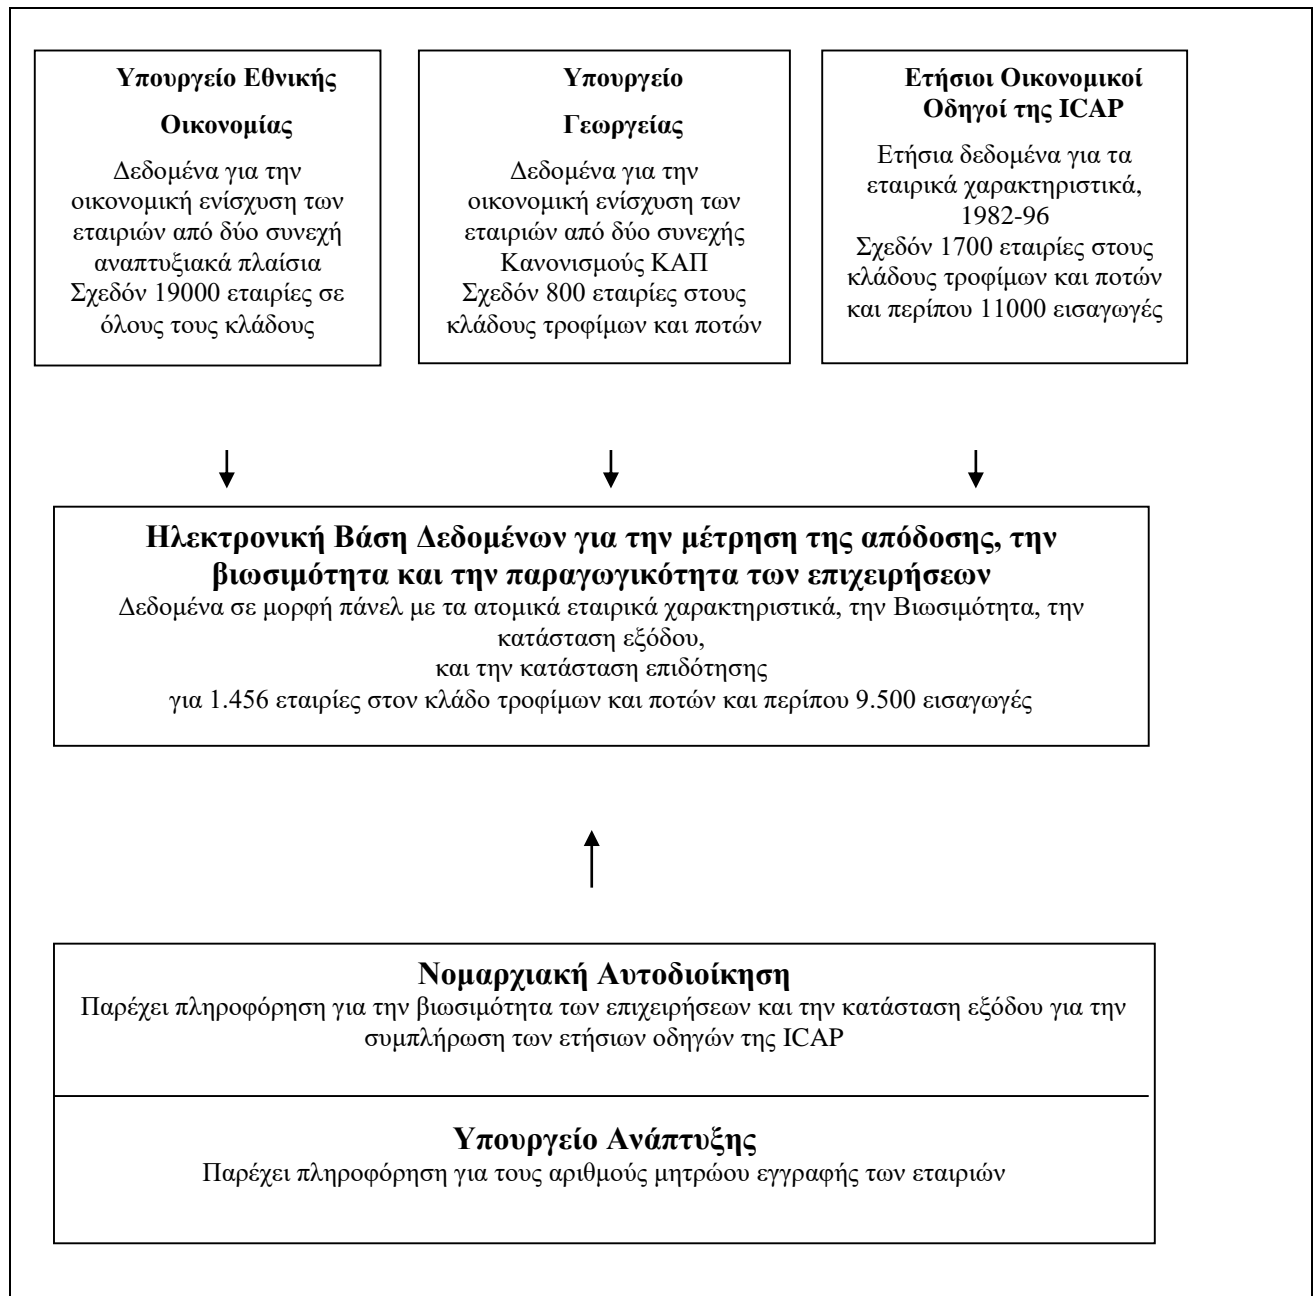 Υπουργείο Εθνικής
Οικονομίας
Δεδομένα για την
οικονομική ενίσχυση των
εταιριών από δύο συνεχή
αναπτυξιακά πλαίσια
Σχεδόν 19000 εταιρίες σε
όλους τους κλάδους
Υπουργείο
Γεωργείας
Δεδομένα για την
οικονομική ενίσχυση των
εταιριών από δύο συνεχής
Κανονισμούς ΚΑΠ
Σχεδόν 800 εταιρίες στους
κλάδους τροφίμων και ποτών
Ετήσιοι Οικονομικοί
Οδηγοί της ICAP
Ετήσια δεδομένα για τα
εταιρικά χαρακτηριστικά,
1982-96
Σχεδόν 1700 εταιρίες στους
κλάδους τροφίμων και ποτών
και περίπου 11000 εισαγωγές
Ηλεκτρονική Βάση Δεδομένων για την μέτρηση της απόδοσης, την
βιωσιμότητα και την παραγωγικότητα των επιχειρήσεων
Δεδομένα σε μορφή πάνελ με τα ατομικά εταιρικά χαρακτηριστικά, την Βιωσιμότητα, την
κατάσταση εξόδου,
και την κατάσταση επιδότησης
για 1.456 εταιρίες στον κλάδο τροφίμων και ποτών και περίπου 9.500 εισαγωγές
Νομαρχιακή Αυτοδιοίκηση
Παρέχει πληροφόρηση για την βιωσιμότητα των επιχειρήσεων και την κατάσταση εξόδου για την
συμπλήρωση των ετήσιων οδηγών της ICAP
Υπουργείο Ανάπτυξης
Παρέχει πληροφόρηση για τους αριθμούς μητρώου εγγραφής των εταιριών